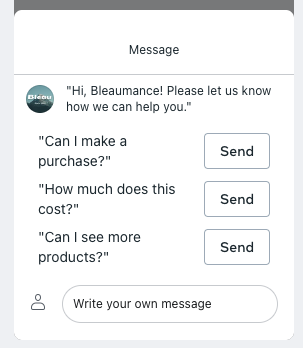 Message
Bleau
"Hi, Bleaumance! Please let us know
how we can help you."
"Can I make a
purchase?"
Send
"How much does this
cost?"
Send
"Can I see more
products?"
Send
Write your own message